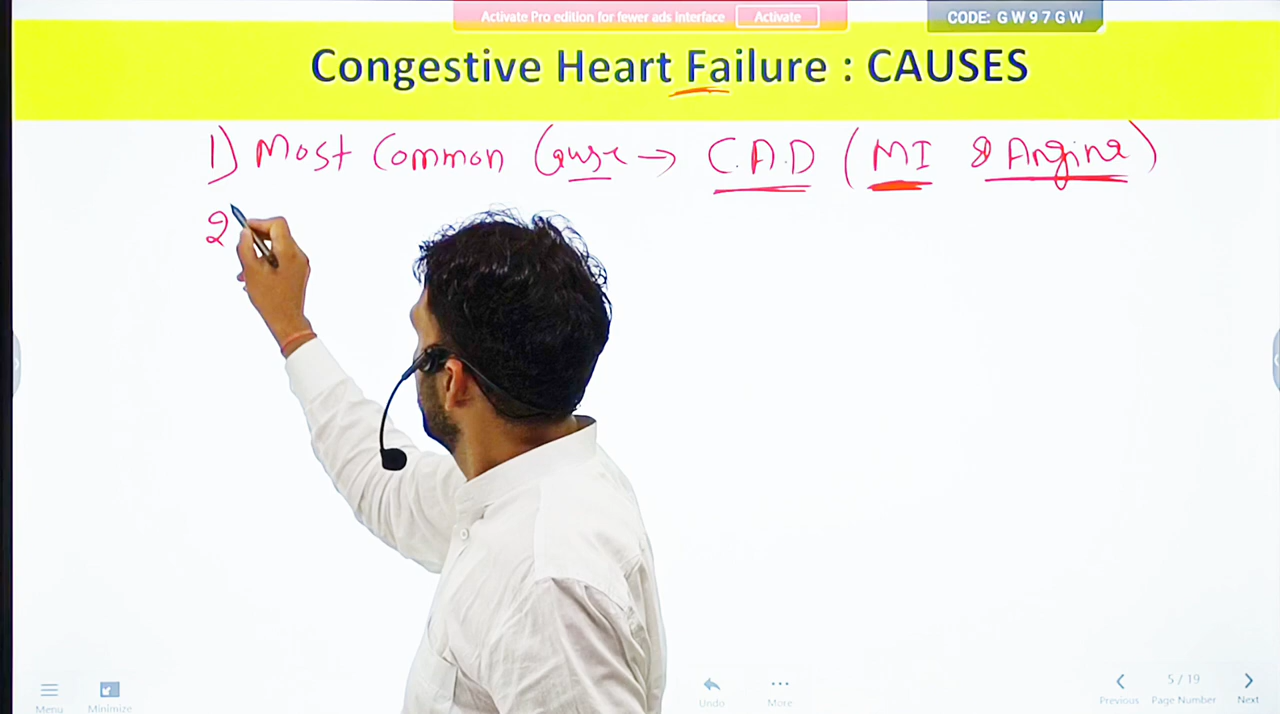 Activate Pro edition for fewer ads interface Activate
CODE: G W 9 7 G W
Congestive Heart Failure : CAUSES
1) Most Common Cause → C.A.D (MI & Angina)
2
Menu
Minimize
Undo
More
Previous
5 / 19
Page Number
Next